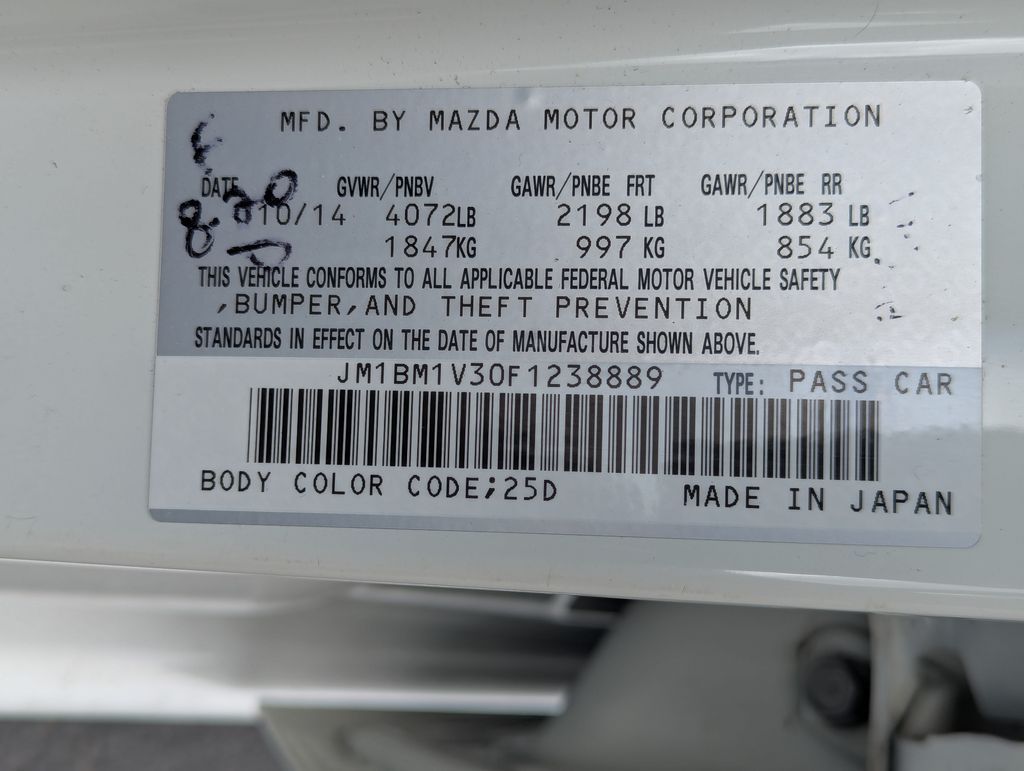 MFD. BY MAZDA MOTOR CORPORATION
DATE GVWR/PNBV GAWR/PNBE FRT GAWR/PNBE RR
10/14 4072LB 2198 LB 1883 LB
1847KG 997 KG 854 KG
THIS VEHICLE CONFORMS TO ALL APPLICABLE FEDERAL MOTOR VEHICLE SAFETY
,BUMPER,AND THEFT PREVENTION
STANDARDS IN EFFECT ON THE DATE OF MANUFACTURE SHOWN ABOVE.
JM1BM1V30F1238889 TYPE: PASS CAR
BODY COLOR CODE;25D MADE IN JAPAN